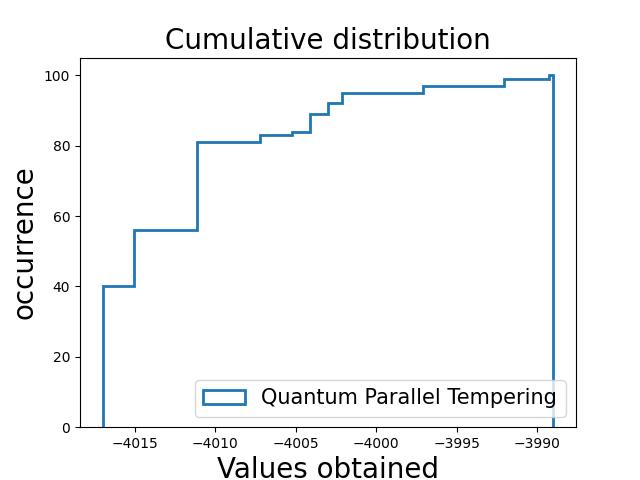 Cumulative distribution
100
80
60
40
20
0
occurrence
Quantum Parallel Tempering
−4015 −4010 −4005 −4000 −3995 −3990
Values obtained